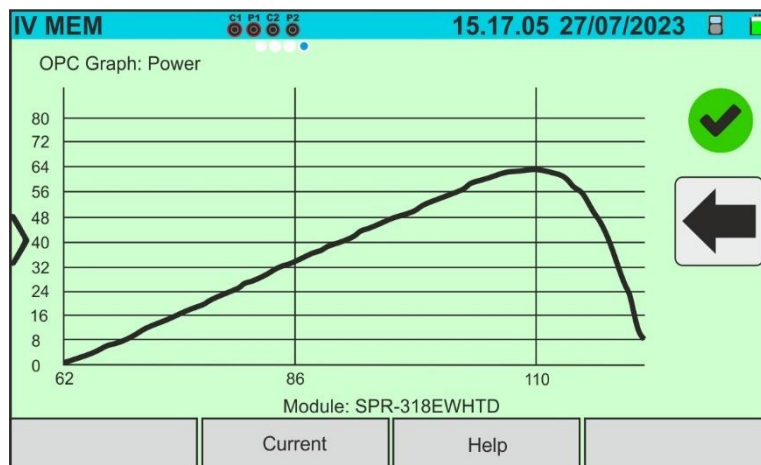 IV MEM
C1 P1 C2 P2
15.17.05 27/07/2023
OPC Graph: Power
80
72
64
56
48
40
32
24
16
8
0
62 86 110
Module: SPR-318EWHTD
Current Help